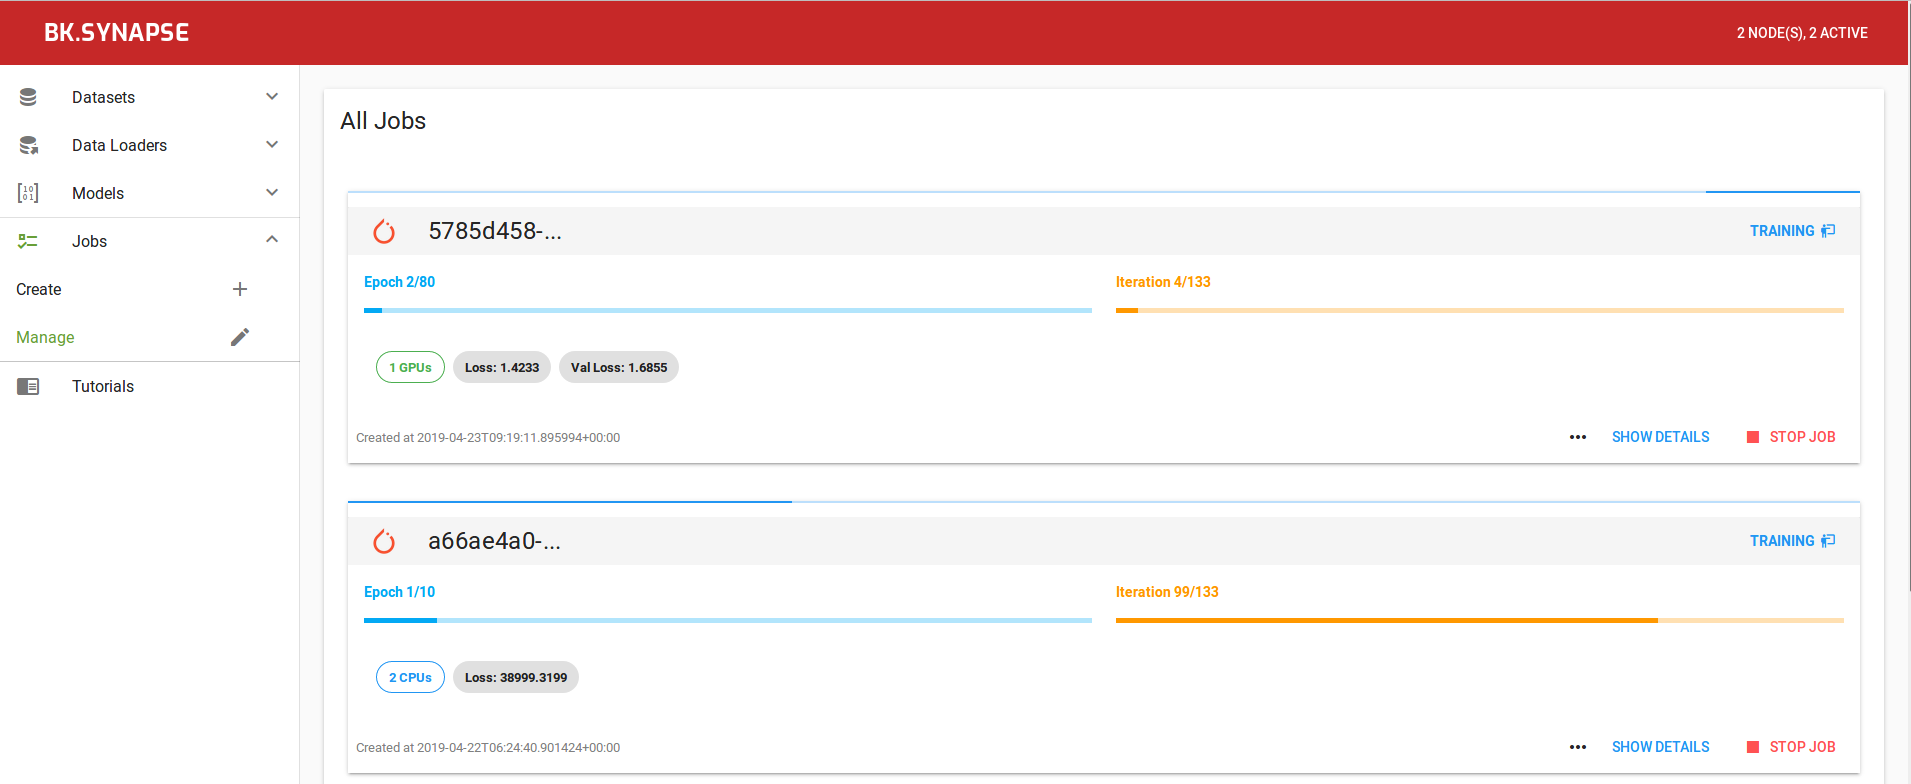 BK.SYNAPSE
2 NODE(S), 2 ACTIVE
Datasets
Data Loaders
Models
Jobs
Create
Manage
Tutorials
All Jobs
5785d458-...
TRAINING
Epoch 2/80
Iteration 4/133
1 GPUs
Loss: 1.4233
Val Loss: 1.6855
Created at 2019-04-23T09:19:11.895994+00:00
SHOW DETAILS
STOP JOB
a66ae4a0-...
TRAINING
Epoch 1/10
Iteration 99/133
2 CPUs
Loss: 38999.3199
Created at 2019-04-22T06:24:40.901424+00:00
SHOW DETAILS
STOP JOB